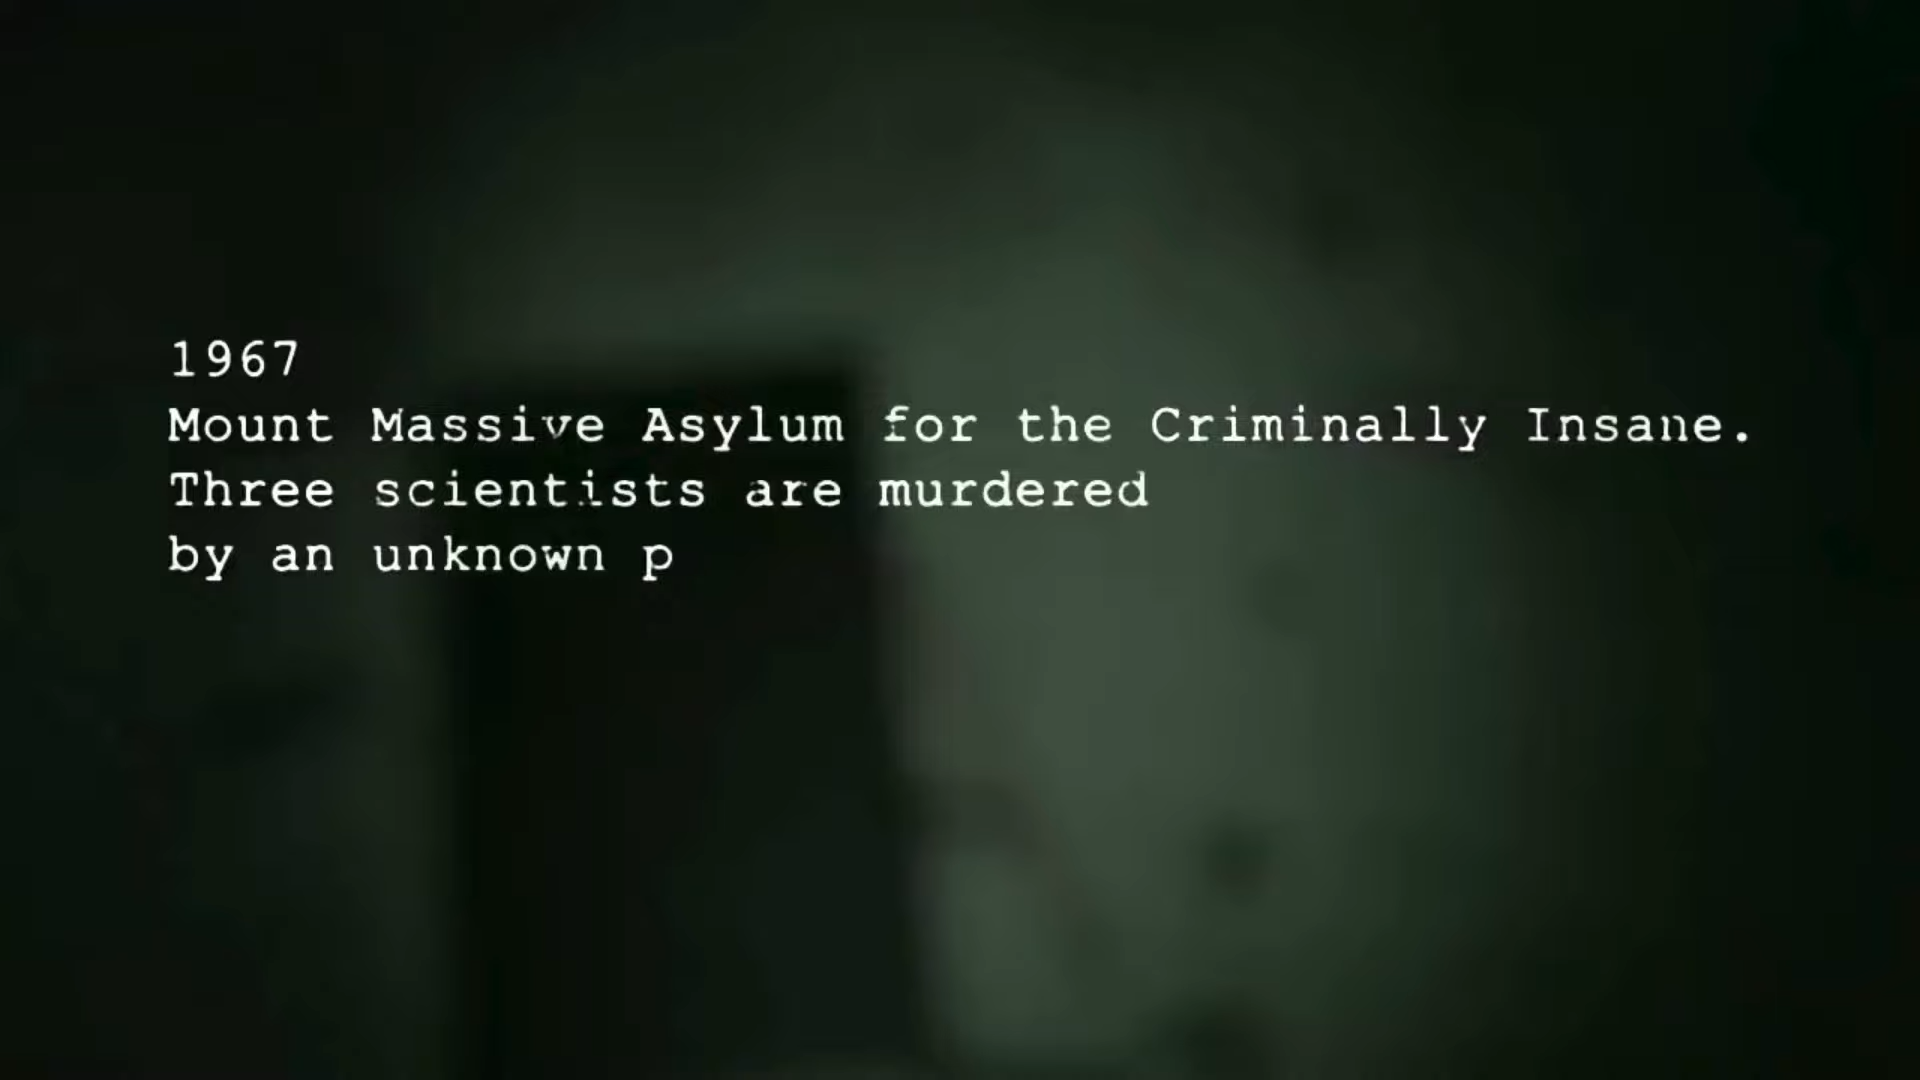 1967
Mount Massive Asylum for the Criminally Insane.
Three scientists are murdered
by an unknown p